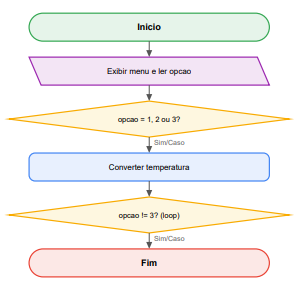 Inicio
Exibir menu e ler opcao
opcao = 1, 2 ou 3?
Sim/Caso
Converter temperatura
opcao != 3? (loop)
Sim/Caso
Fim